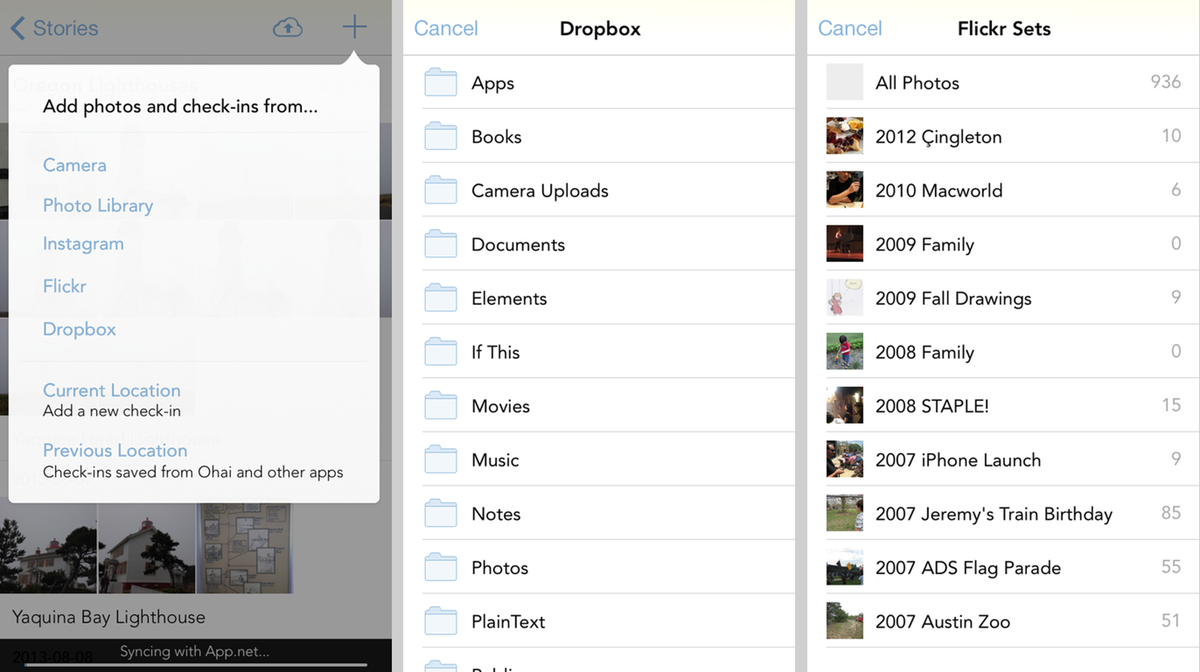 Stories
Oregon Lighthouses
Add photos and check-ins from...
Camera
Photo Library
Instagram
Flickr
Dropbox
Current Location
Add a new check-in
Previous Location
Check-ins saved from Ohai and other apps
Yaquina Bay Lighthouse
2013-08-08
Syncing with App.net...
Cancel
Dropbox
Apps
Books
Camera Uploads
Documents
Elements
If This
Movies
Music
Notes
Photos
PlainText
Cancel
Flickr Sets
All Photos 936
2012 Çingleton 10
2010 Macworld 6
2009 Family 0
2009 Fall Drawings 9
2008 Family 0
2008 STAPLE! 15
2007 iPhone Launch 9
2007 Jeremy's Train Birthday 85
2007 ADS Flag Parade 55
2007 Austin Zoo 51